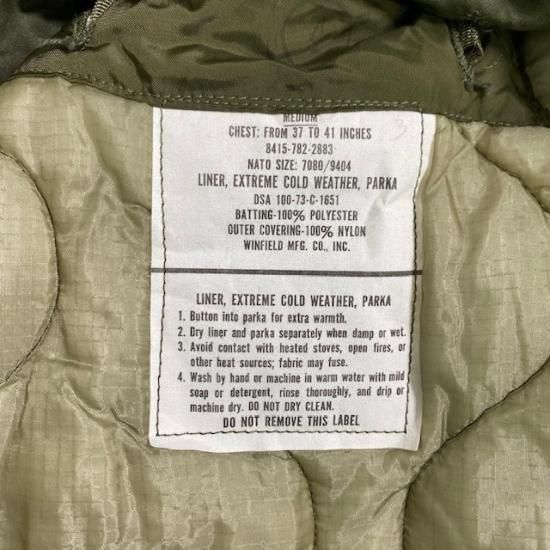 MEDIUM
CHEST: FROM 37 TO 41 INCHES
8415-782-2883
NATO SIZE: 7080/9404
LINER, EXTREME COLD WEATHER, PARKA
DSA 100-73-C-1651
BATTING-100% POLYESTER
OUTER COVERING-100% NYLON
WINFIELD MFG. CO., INC.
LINER, EXTREME COLD WEATHER, PARKA
1. Button into parka for extra warmth.
2. Dry liner and parka separately when damp or wet.
3. Avoid contact with heated stoves, open fires, or
other heat sources; fabric may fuse.
4. Wash by hand or machine in warm water with mild
soap or detergent, rinse thoroughly, and drip or
machine dry. DO NOT DRY CLEAN.
DO NOT REMOVE THIS LABEL